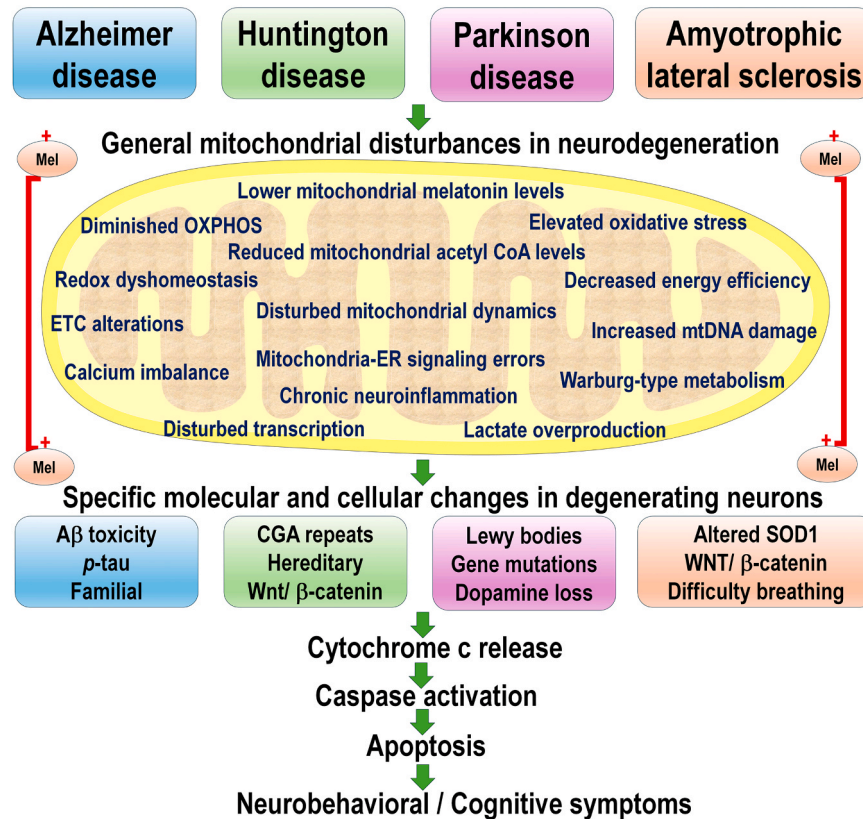 Alzheimer
disease
Huntington
disease
Parkinson
disease
Amyotrophic
lateral sclerosis
General mitochondrial disturbances in neurodegeneration
+
Mel
+
Mel
Lower mitochondrial melatonin levels
Diminished OXPHOS
Elevated oxidative stress
Reduced mitochondrial acetyl CoA levels
Redox dyshomeostasis
Decreased energy efficiency
Disturbed mitochondrial dynamics
ETC alterations
Increased mtDNA damage
Mitochondria-ER signaling errors
Calcium imbalance
Warburg-type metabolism
Chronic neuroinflammation
Disturbed transcription
Lactate overproduction
+
Mel
+
Mel
Specific molecular and cellular changes in degenerating neurons
Aβ toxicity
p-tau
Familial
CGA repeats
Hereditary
Wnt/ β-catenin
Lewy bodies
Gene mutations
Dopamine loss
Altered SOD1
WNT/ β-catenin
Difficulty breathing
Cytochrome c release
Caspase activation
Apoptosis
Neurobehavioral / Cognitive symptoms